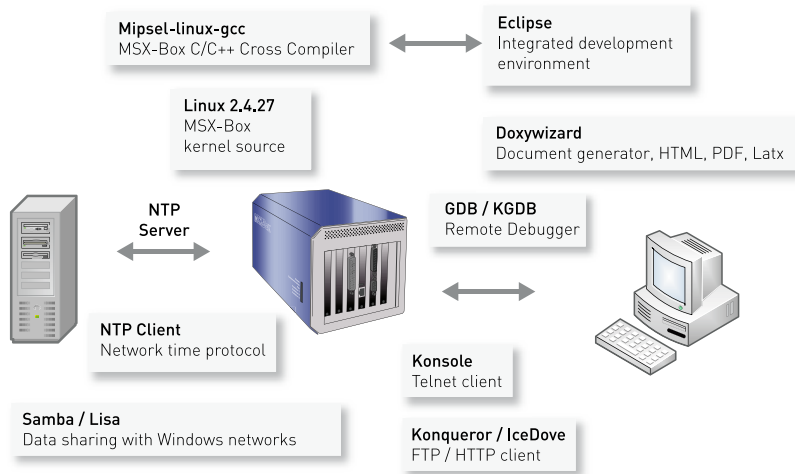 Mipsel-linux-gcc
MSX-Box C/C++ Cross Compiler
Eclipse
Integrated development
environment
Linux 2.4.27
MSX-Box
kernel source
Doxywizard
Document generator, HTML, PDF, Latx
NTP
Server
GDB / KGDB
Remote Debugger
NTP Client
Network time protocol
Konsole
Telnet client
Samba / Lisa
Data sharing with Windows networks
Konqueror / IceDove
FTP / HTTP client